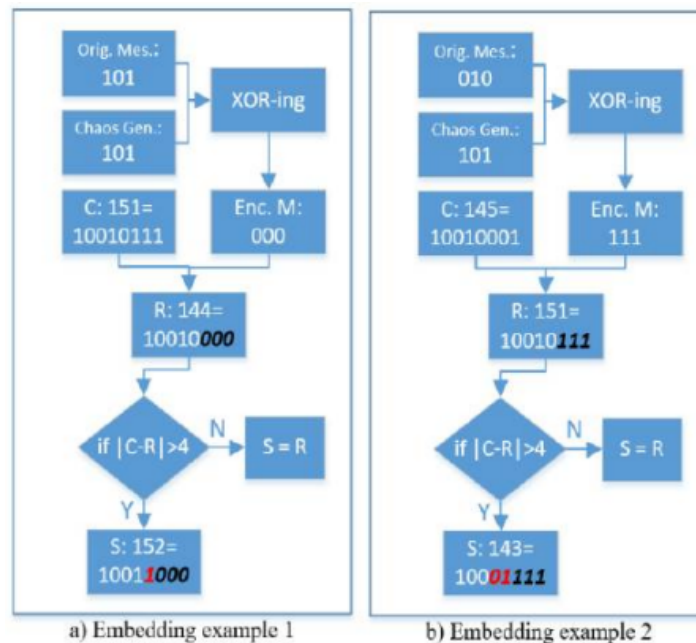 Orig. Mes.:
101
Chaos Gen.:
101
XOR-ing
C: 151=
10010111
Enc. M:
000
R: 144=
10010000
if |C-R|>4
N
S = R
Y
S: 152=
10011000
a) Embedding example 1
Orig. Mes.:
010
Chaos Gen.:
101
XOR-ing
C: 145=
10010001
Enc. M:
111
R: 151=
10010111
if |C-R|>4
N
S = R
Y
S: 143=
10001111
b) Embedding example 2